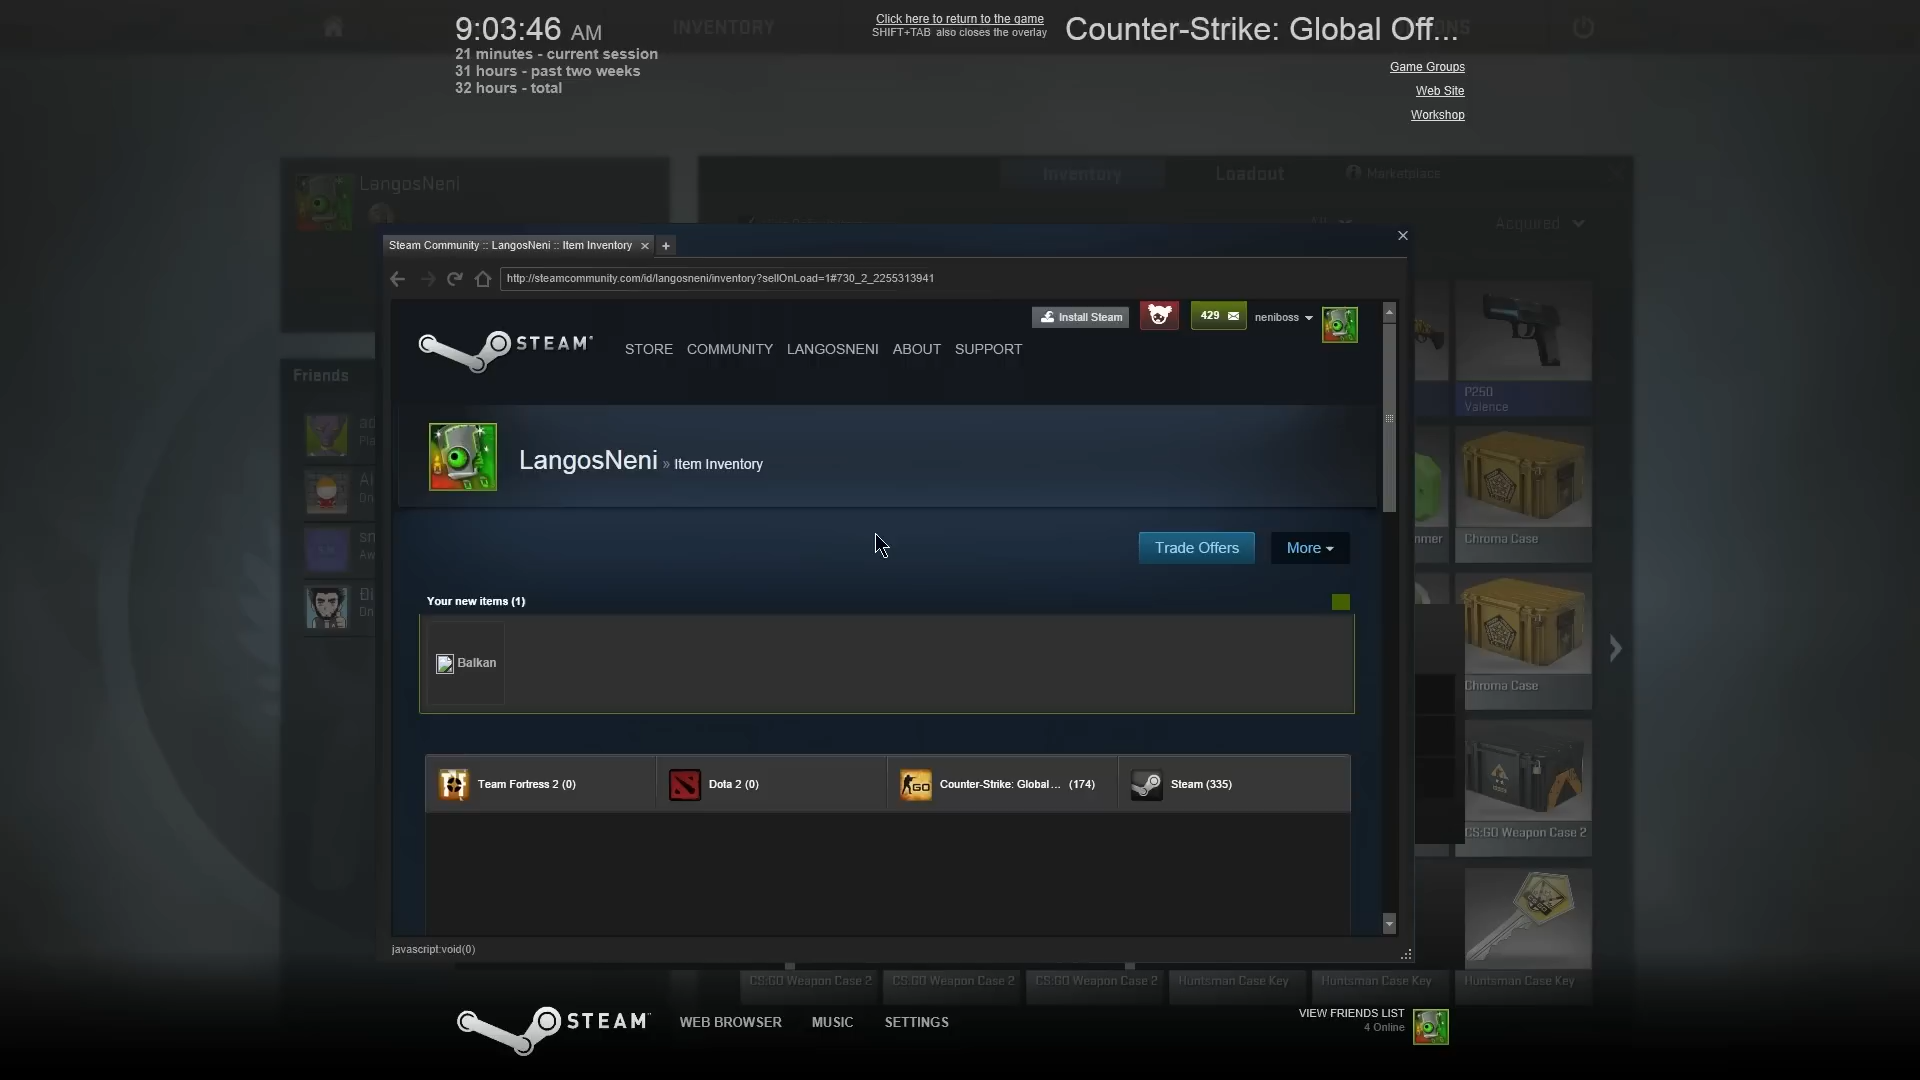 9:03:46 AM
21 minutes - current session
31 hours - past two weeks
32 hours - total
INVENTORY
Click here to return to the game
SHIFT+TAB also closes the overlay
Counter-Strike: Global Off...
Game Groups
Web Site
Workshop
LangosNeni
Inventory
Loadout
Marketplace
Acquired
Friends
Steam Community :: LangosNeni :: Item Inventory
http://steamcommunity.com/id/langosneni/inventory?sellOnLoad=1#730_2_2255313941
Install Steam
429
neniboss
STEAM
STORE COMMUNITY LANGOSNENI ABOUT SUPPORT
LangosNeni » Item Inventory
Trade Offers
More
Your new items (1)
Balkan
Team Fortress 2 (0)
Dota 2 (0)
Counter-Strike: Global... (174)
Steam (335)
javascript:void(0)
P250
Valence
Chroma Case
Chroma Case
CS:GO Weapon Case 2
CS:GO Weapon Case 2
CS:GO Weapon Case 2
CS:GO Weapon Case 2
Huntsman Case Key
Huntsman Case Key
Huntsman Case Key
STEAM
WEB BROWSER
MUSIC
SETTINGS
VIEW FRIENDS LIST
4 Online